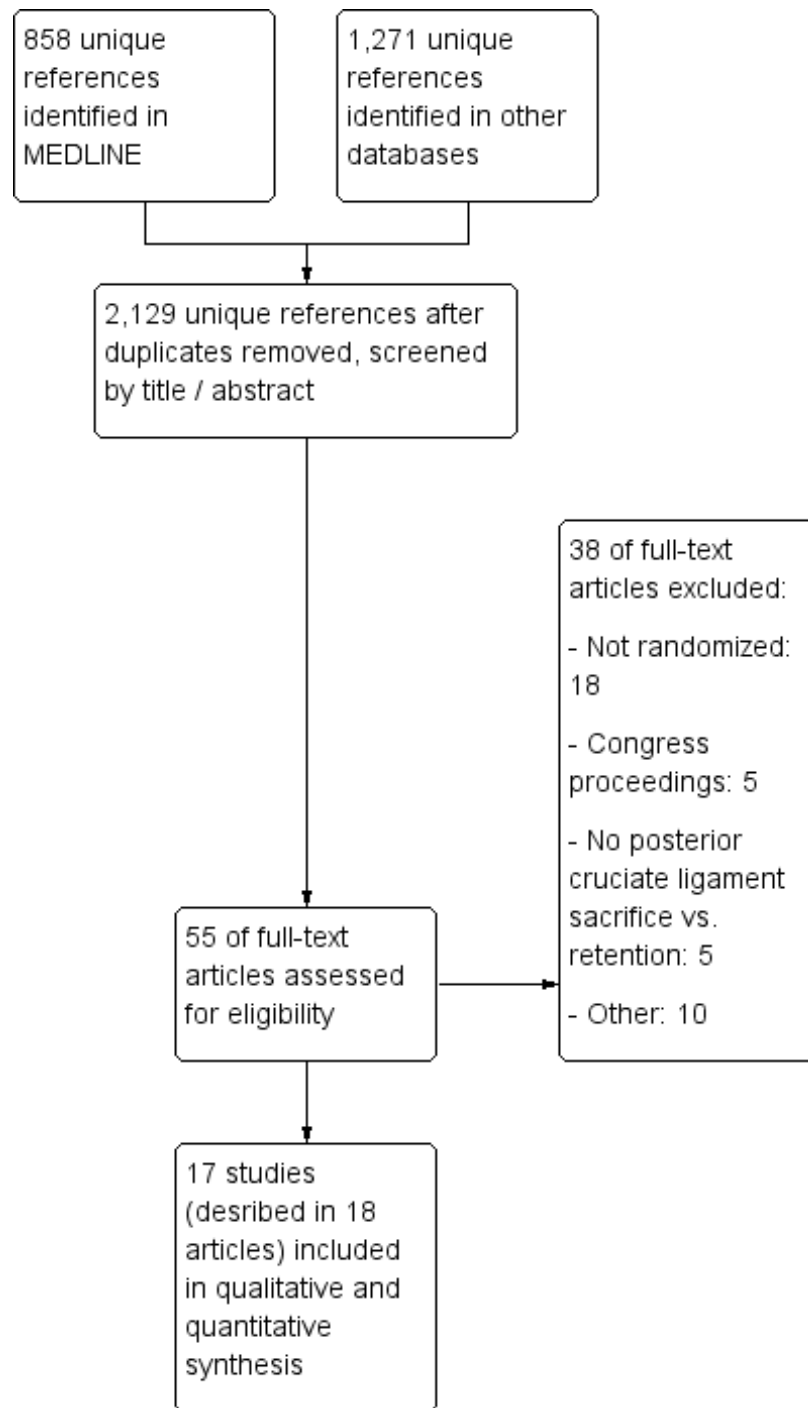 858 unique
references
identified in
MEDLINE
1,271 unique
references
identified in other
databases
2,129 unique references after
duplicates removed, screened
by title / abstract
38 of full-text
articles excluded:
- Not randomized:
18
- Congress
proceedings: 5
- No posterior
cruciate ligament
sacrifice vs.
retention: 5
- Other: 10
55 of full-text
articles assessed
for eligibility
17 studies
(desribed in 18
articles) included
in qualitative and
quantitative
synthesis